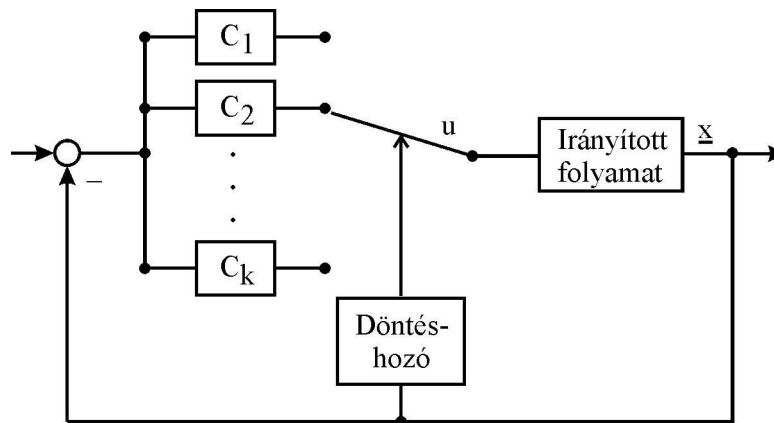 C1
C2
u
Irányított
folyamat
x
–
Ck
Döntés-
hozó